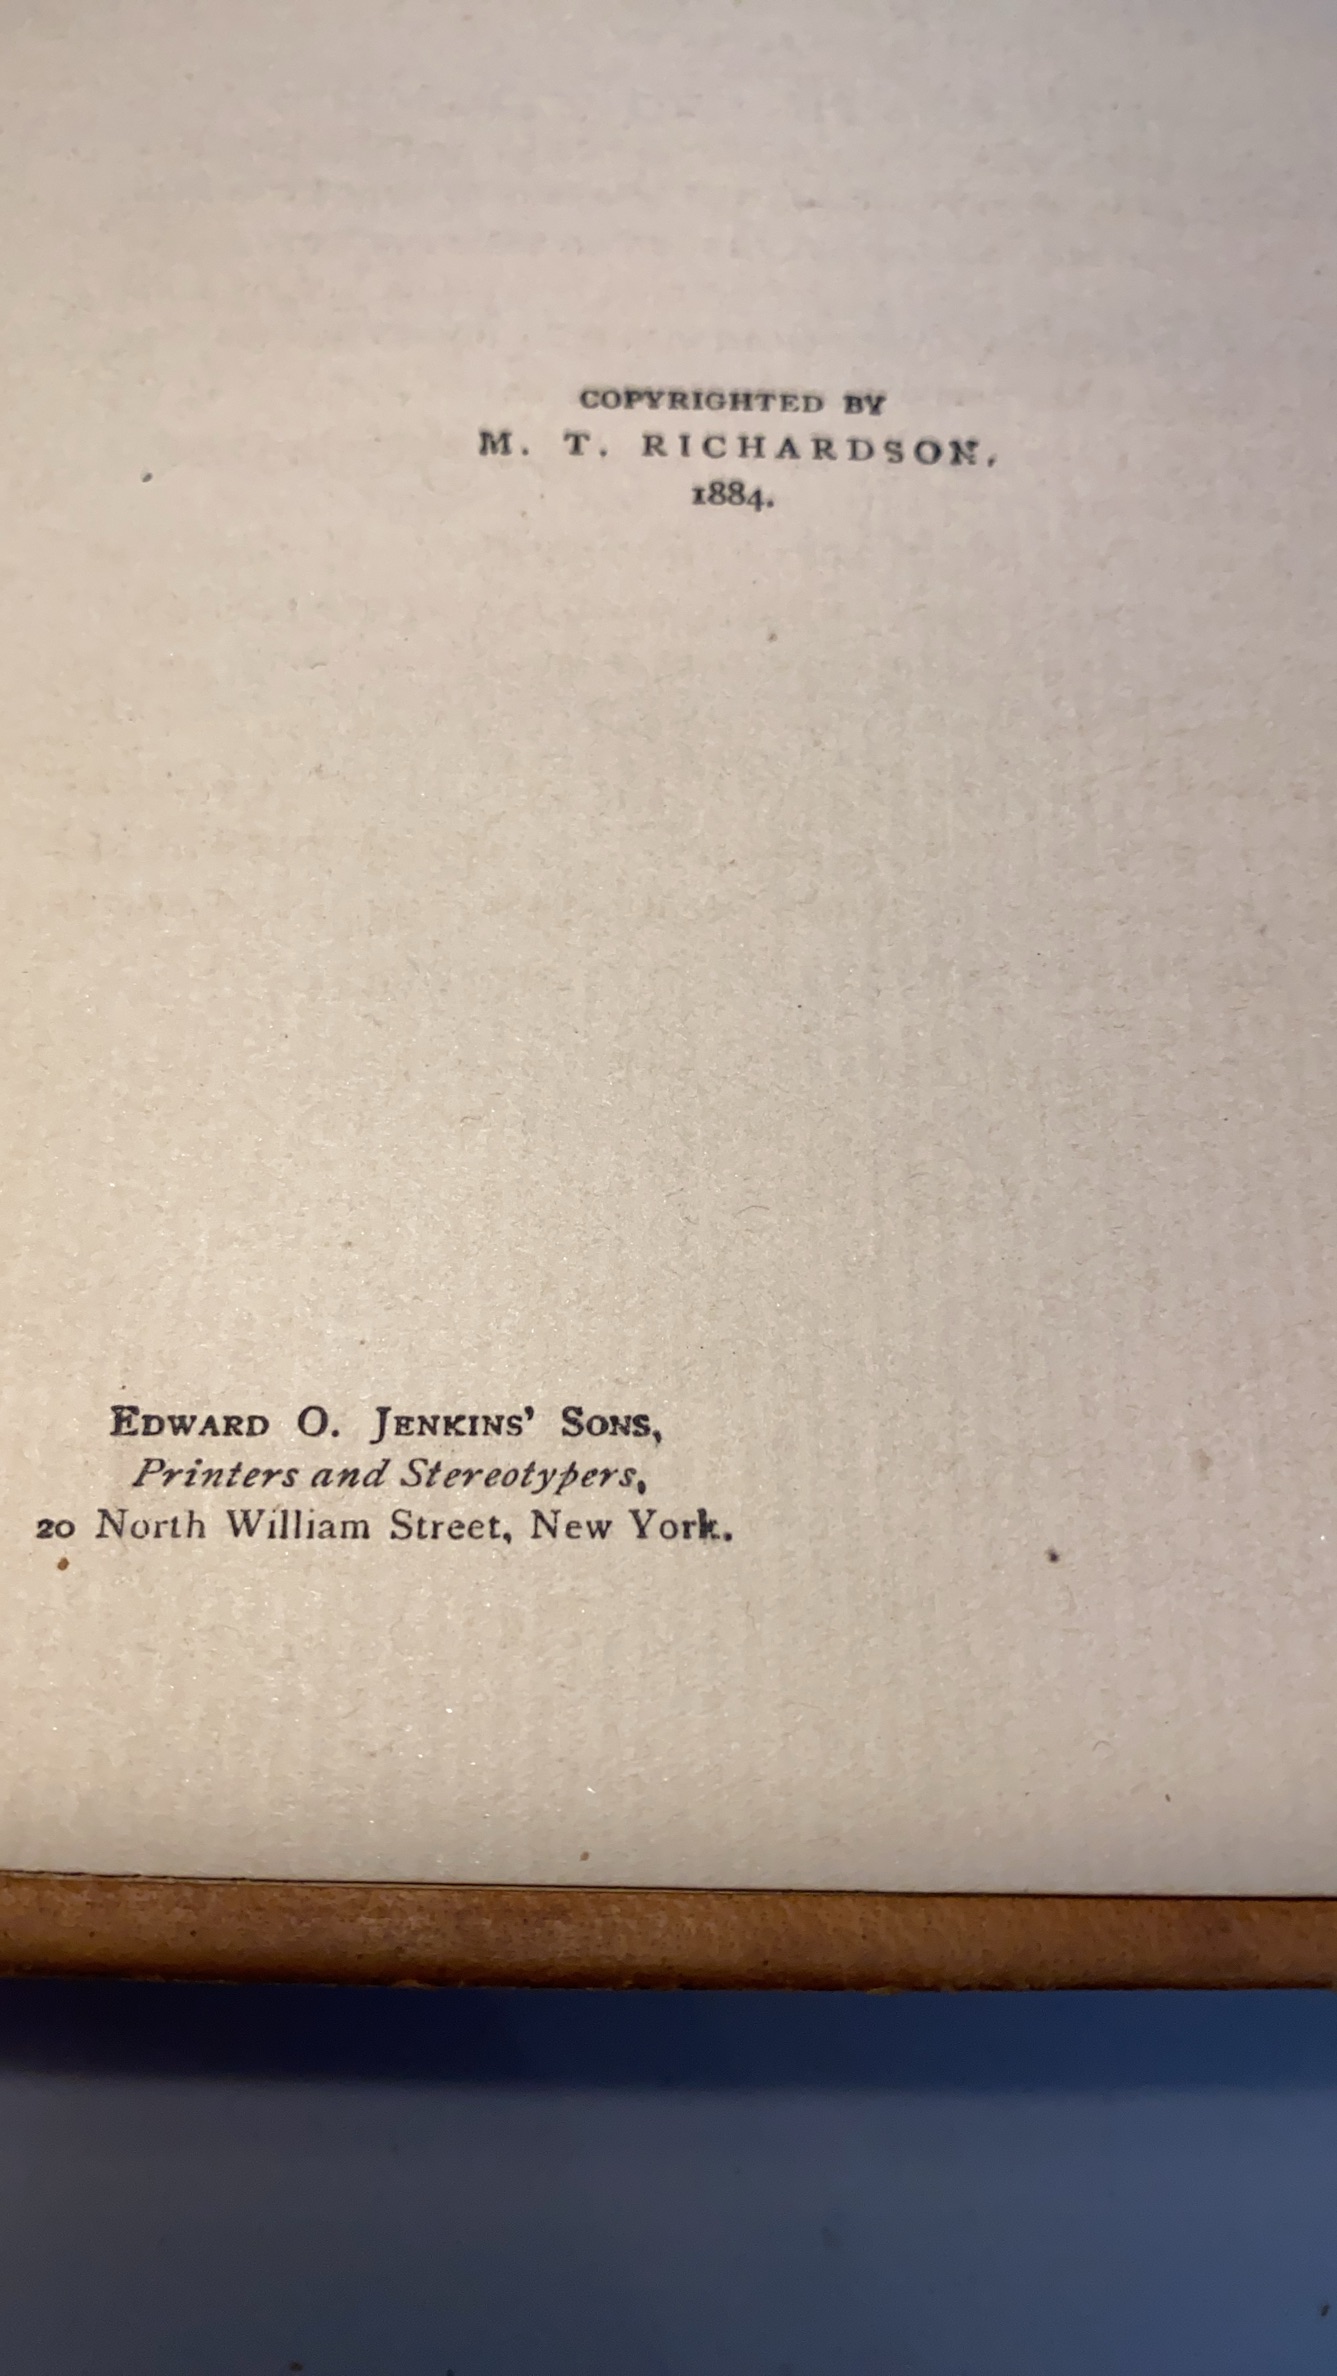 COPYRIGHTED BY
M. T. RICHARDSON,
1884.
EDWARD O. JENKINS' SONS,
Printers and Stereotypers,
20 North William Street, New York.